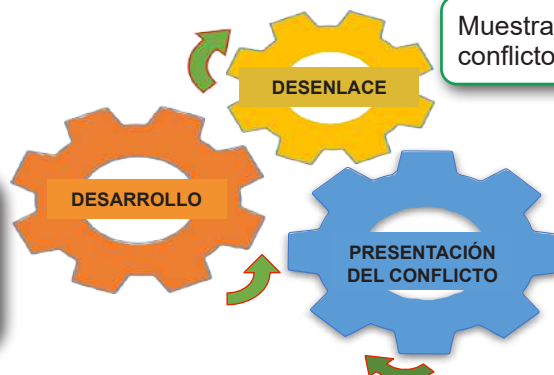 Muestra
conflicto
DESENLACE
DESARROLLO
PRESENTACIÓN
DEL CONFLICTO